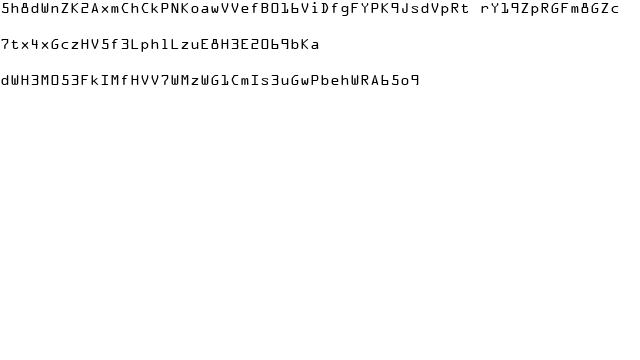 5h8dWnZK2AxmChCkPNKoawVVefBO16ViDfgFYPK9JsdVpRt rY19ZpRGFm8GZc
7tx4xGczHV5f3LphlLzuE8H3E2O69bKa
dWH3MO53FkIMfHVV7WMzWG1CmIs3uGwPbehWRA65o9